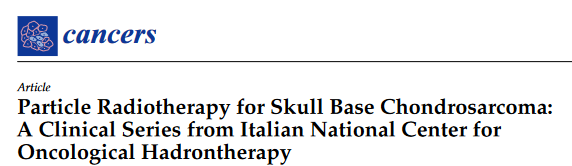 cancers
Article
Particle Radiotherapy for Skull Base Chondrosarcoma:
A Clinical Series from Italian National Center for
Oncological Hadrontherapy